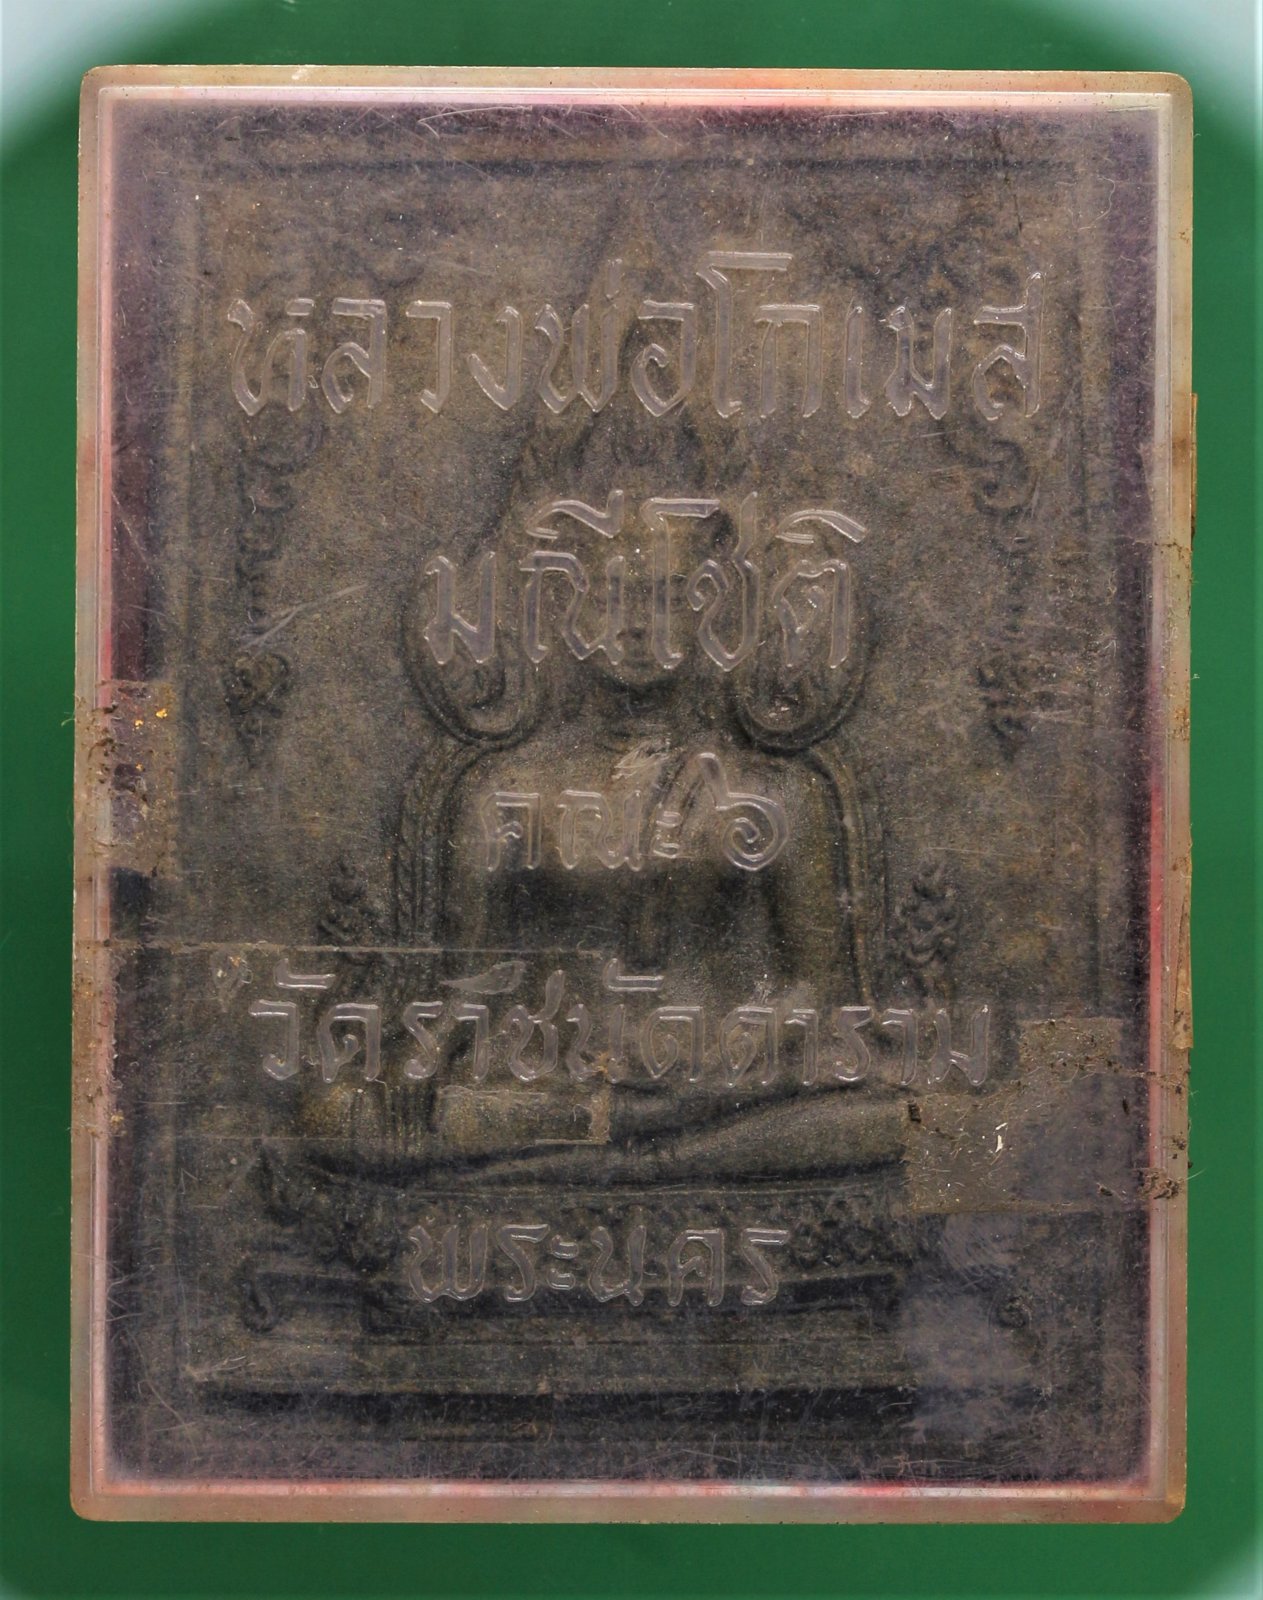 หลวงพ่อโกเมส
มุณีโชติ
คณะ ๖
วัดราชนัดดาราม
พระนคร